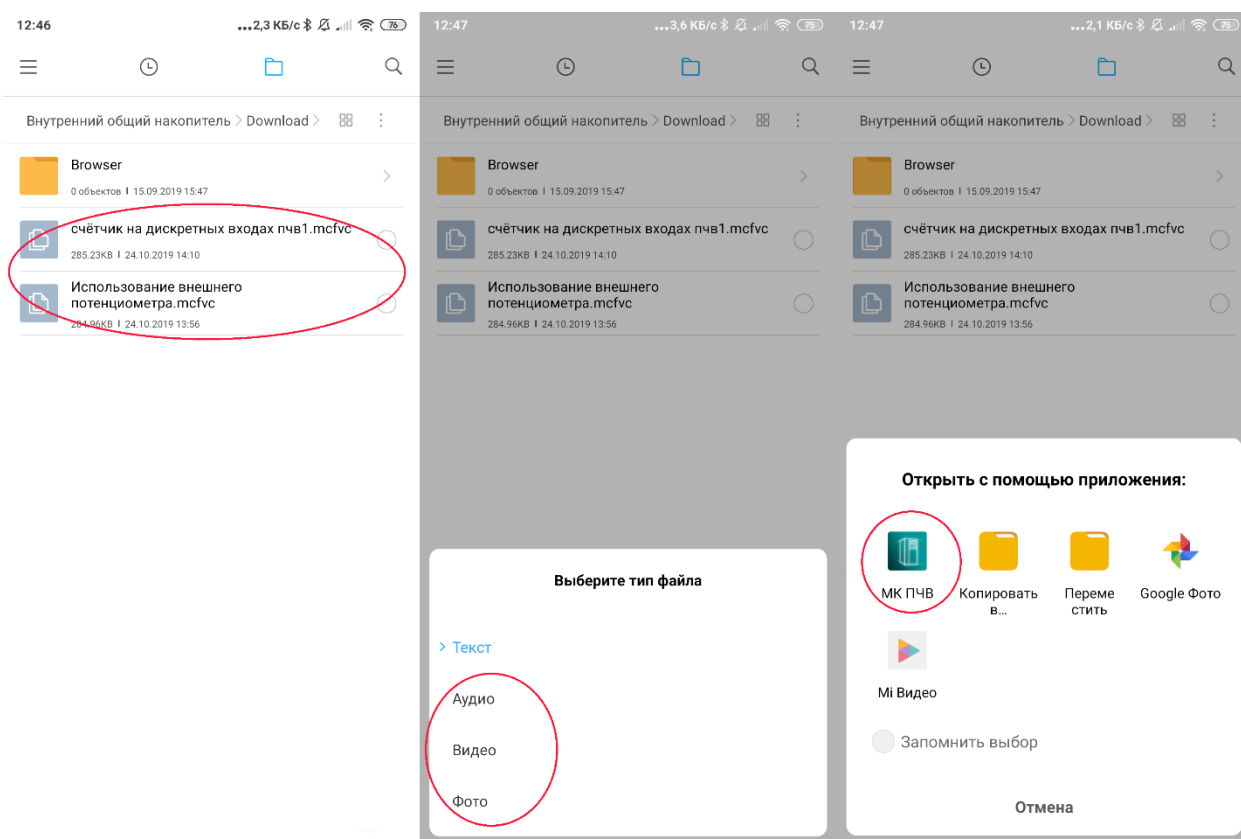 12:46
...2,3 КБ/с 76
Внутренний общий накопитель > Download >
Browser
0 объектов | 15.09.2019 15:47
счётчик на дискретных входах пчв1.mcfvc
285.23KB | 24.10.2019 14:10
Использование внешнего
потенциометра.mcfvc
284.96KB | 24.10.2019 13:56
12:47
...3,6 КБ/с 75
Внутренний общий накопитель > Download >
Browser
0 объектов | 15.09.2019 15:47
счётчик на дискретных входах пчв1.mcfvc
285.23KB | 24.10.2019 14:10
Использование внешнего
потенциометра.mcfvc
284.96KB | 24.10.2019 13:56
Выберите тип файла
> Текст
Аудио
Видео
Фото
12:47
...2,1 КБ/с 75
Внутренний общий накопитель > Download >
Browser
0 объектов | 15.09.2019 15:47
счётчик на дискретных входах пчв1.mcfvc
285.23KB | 24.10.2019 14:10
Использование внешнего
потенциометра.mcfvc
284.96KB | 24.10.2019 13:56
Открыть с помощью приложения:
МК ПЧВ
Копировать
в...
Переме
стить
Google Фото
Mi Видео
Запомнить выбор
Отмена